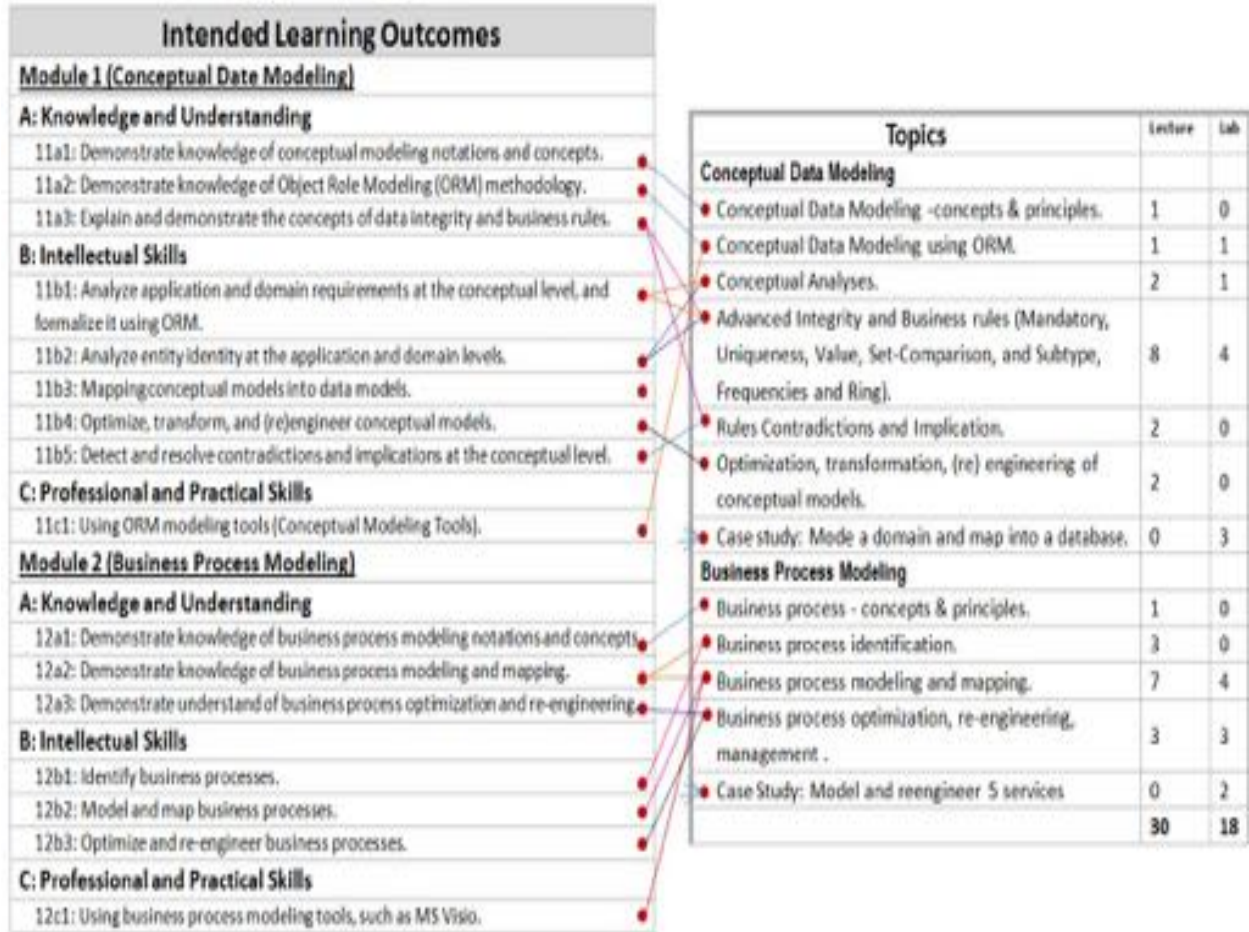 Intended Learning Outcomes
Module 1 (Conceptual Date Modeling)
A: Knowledge and Understanding
11a1: Demonstrate knowledge of conceptual modeling notations and concepts.
11a2: Demonstrate knowledge of Object Role Modeling (ORM) methodology.
11a3: Explain and demonstrate the concepts of data integrity and business rules.
B: Intellectual Skills
11b1: Analyze application and domain requirements at the conceptual level, and
formalize it using ORM.
11b2: Analyze entity identity at the application and domain levels.
11b3: Mapping conceptual models into data models.
11b4: Optimize, transform, and (re)engineer conceptual models.
11b5: Detect and resolve contradictions and implications at the conceptual level.
C: Professional and Practical Skills
11c1: Using ORM modeling tools (Conceptual Modeling Tools).
Module 2 (Business Process Modeling)
A: Knowledge and Understanding
12a1: Demonstrate knowledge of business process modeling notations and concepts.
12a2: Demonstrate knowledge of business process modeling and mapping.
12a3: Demonstrate understand of business process optimization and re-engineering.
B: Intellectual Skills
12b1: Identify business processes.
12b2: Model and map business processes.
12b3: Optimize and re-engineer business processes.
C: Professional and Practical Skills
12c1: Using business process modeling tools, such as MS Visio.
Topics Lecture Lab
Conceptual Data Modeling
Conceptual Data Modeling -concepts & principles. 1 0
Conceptual Data Modeling using ORM. 1 1
Conceptual Analyses. 2 1
Advanced Integrity and Business rules (Mandatory,
Uniqueness, Value, Set-Comparison, and Subtype, 8 4
Frequencies and Ring).
Rules Contradictions and Implication. 2 0
Optimization, transformation, (re) engineering of
conceptual models. 2 0
Case study: Mode a domain and map into a database. 0 3
Business Process Modeling
Business process - concepts & principles. 1 0
Business process identification. 3 0
Business process modeling and mapping. 7 4
Business process optimization, re-engineering,
management . 3 3
Case Study: Model and reengineer 5 services 0 2
30 18